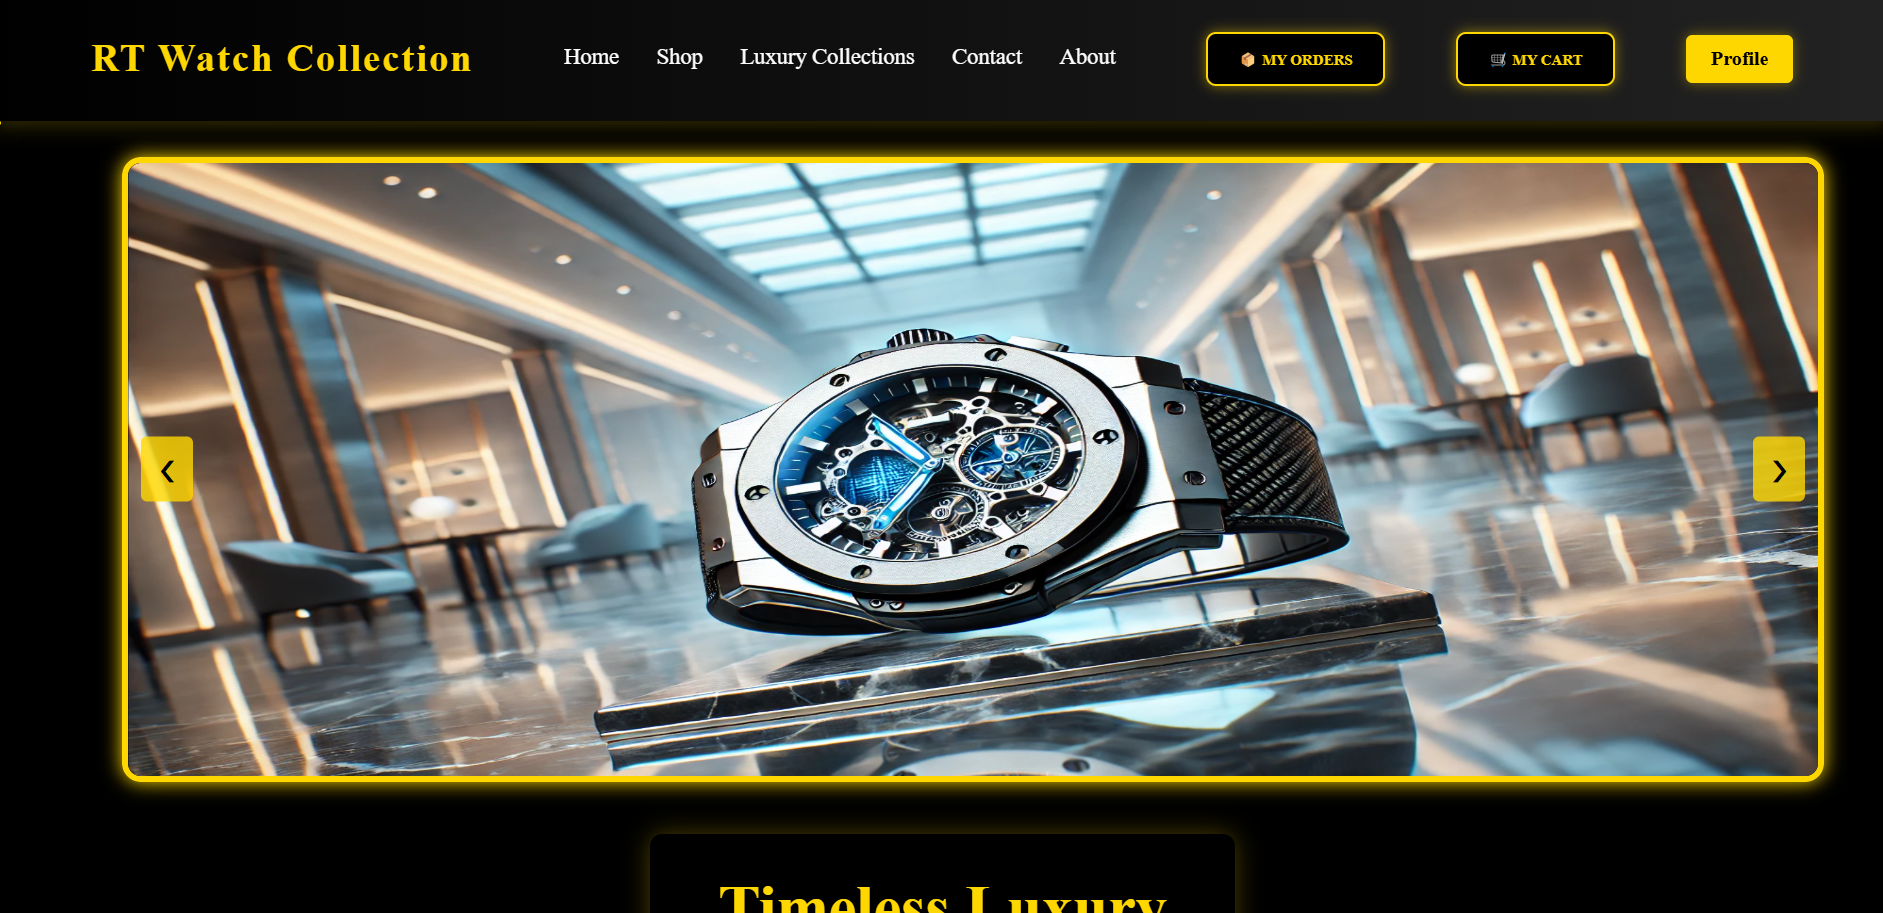 RT Watch Collection
Home Shop Luxury Collections Contact About
📦 MY ORDERS
🛒 MY CART
Profile
❮
❯
Timeless Luxury